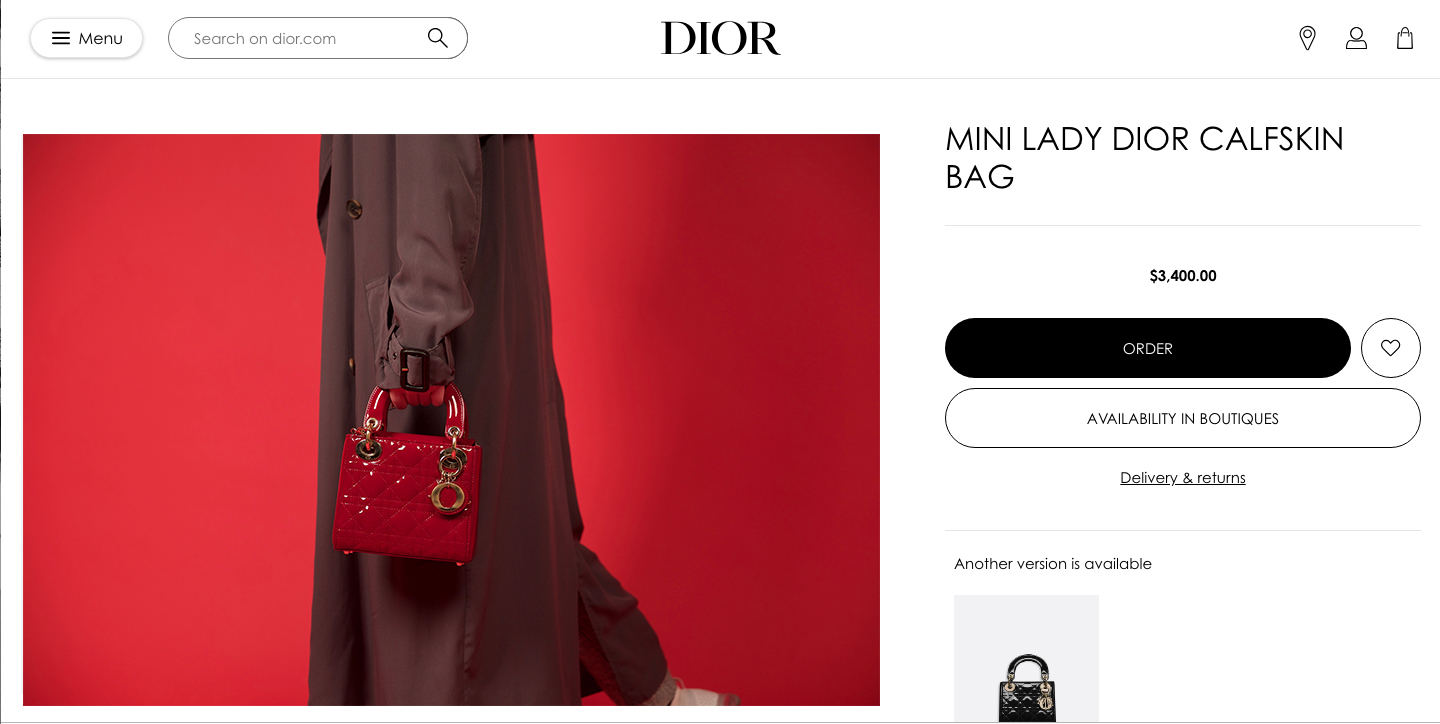 Menu
Search on dior.com
DIOR
MINI LADY DIOR CALFSKIN
BAG
$3,400.00
ORDER
AVAILABILITY IN BOUTIQUES
Delivery & returns
Another version is available